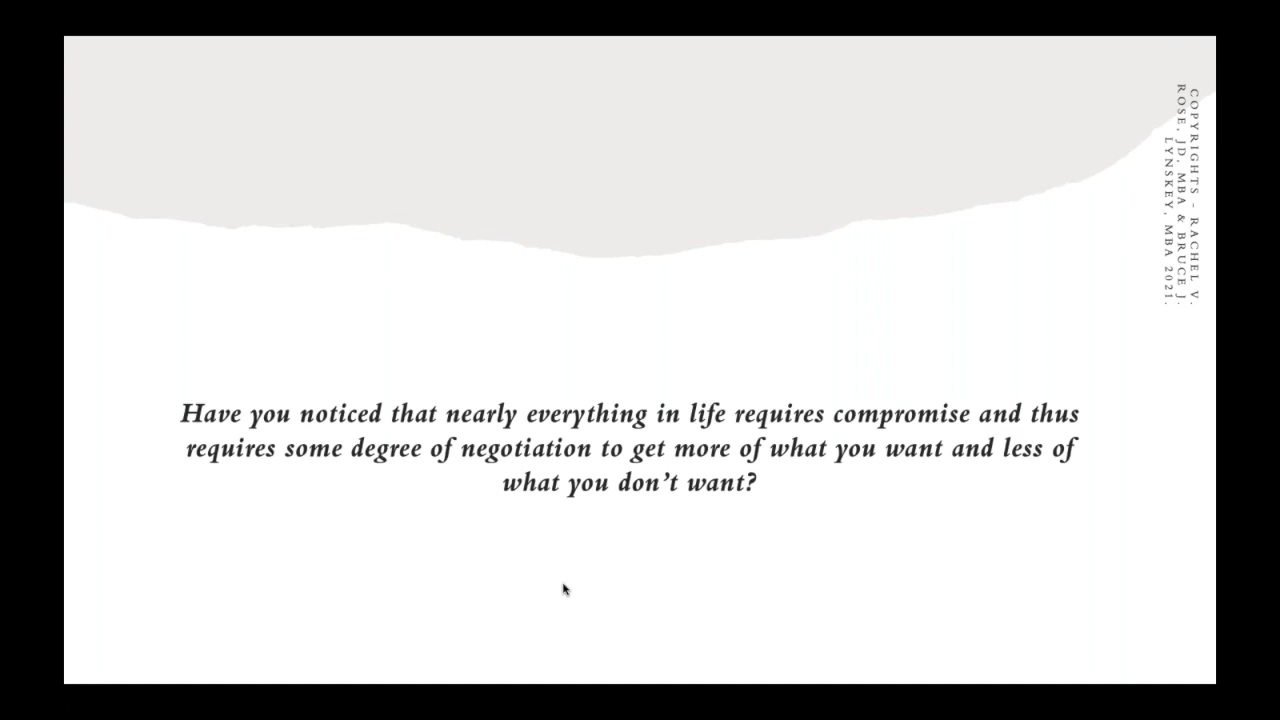 COPYRIGHTS - RACHEL V.
ROSE, JD, MBA & BRUCE J.
LYNSKEY, MBA 2021.
Have you noticed that nearly everything in life requires compromise and thus
requires some degree of negotiation to get more of what you want and less of
what you don’t want?